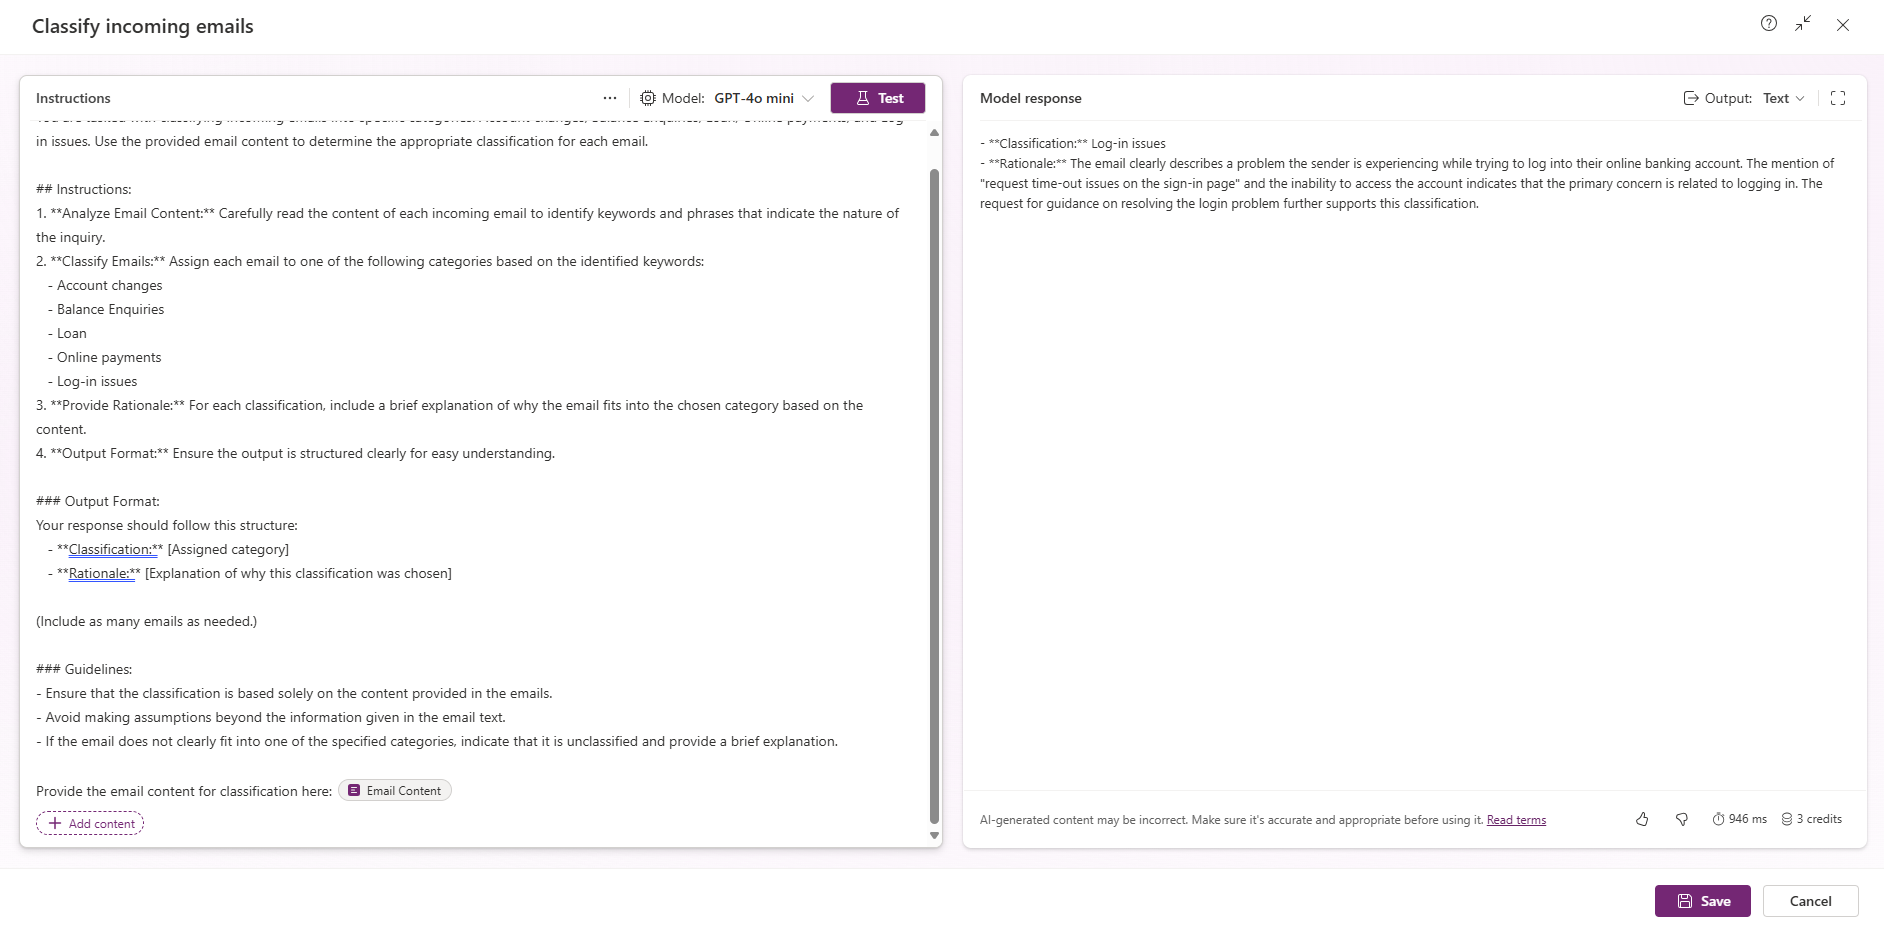 Classify incoming emails
Instructions
Model: GPT-4o mini
Test
in issues. Use the provided email content to determine the appropriate classification for each email.
## Instructions:
1. **Analyze Email Content:** Carefully read the content of each incoming email to identify keywords and phrases that indicate the nature of
the inquiry.
2. **Classify Emails:** Assign each email to one of the following categories based on the identified keywords:
- Account changes
- Balance Enquiries
- Loan
- Online payments
- Log-in issues
3. **Provide Rationale:** For each classification, include a brief explanation of why the email fits into the chosen category based on the
content.
4. **Output Format:** Ensure the output is structured clearly for easy understanding.
### Output Format:
Your response should follow this structure:
- **Classification:** [Assigned category]
- **Rationale:** [Explanation of why this classification was chosen]
(Include as many emails as needed.)
### Guidelines:
- Ensure that the classification is based solely on the content provided in the emails.
- Avoid making assumptions beyond the information given in the email text.
- If the email does not clearly fit into one of the specified categories, indicate that it is unclassified and provide a brief explanation.
Provide the email content for classification here: Email Content
+ Add content
Model response
Output: Text
- **Classification:** Log-in issues
- **Rationale:** The email clearly describes a problem the sender is experiencing while trying to log into their online banking account. The mention of
"request time-out issues on the sign-in page" and the inability to access the account indicates that the primary concern is related to logging in. The
request for guidance on resolving the login problem further supports this classification.
AI-generated content may be incorrect. Make sure it's accurate and appropriate before using it. Read terms
946 ms
3 credits
Save
Cancel